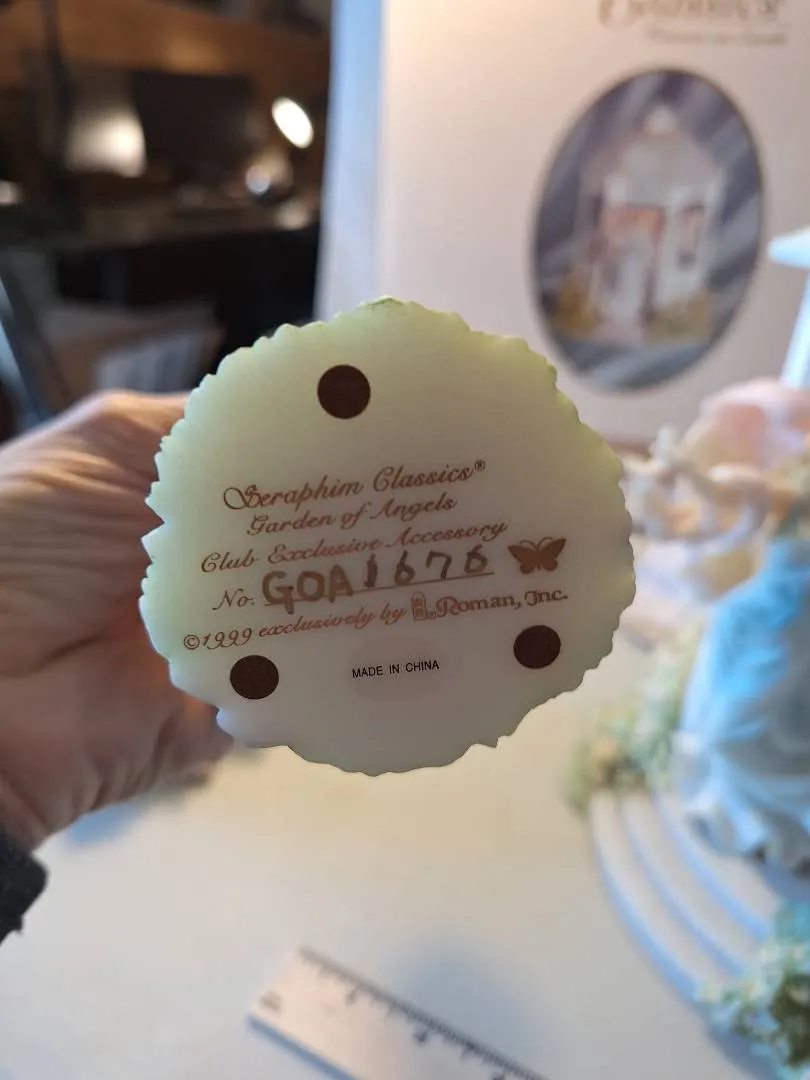 Seraphim Classics®
Garden of Angels
Club Exclusive Accessory
No. GOA1676
©1999 exclusively by Roman, Inc.
MADE IN CHINA